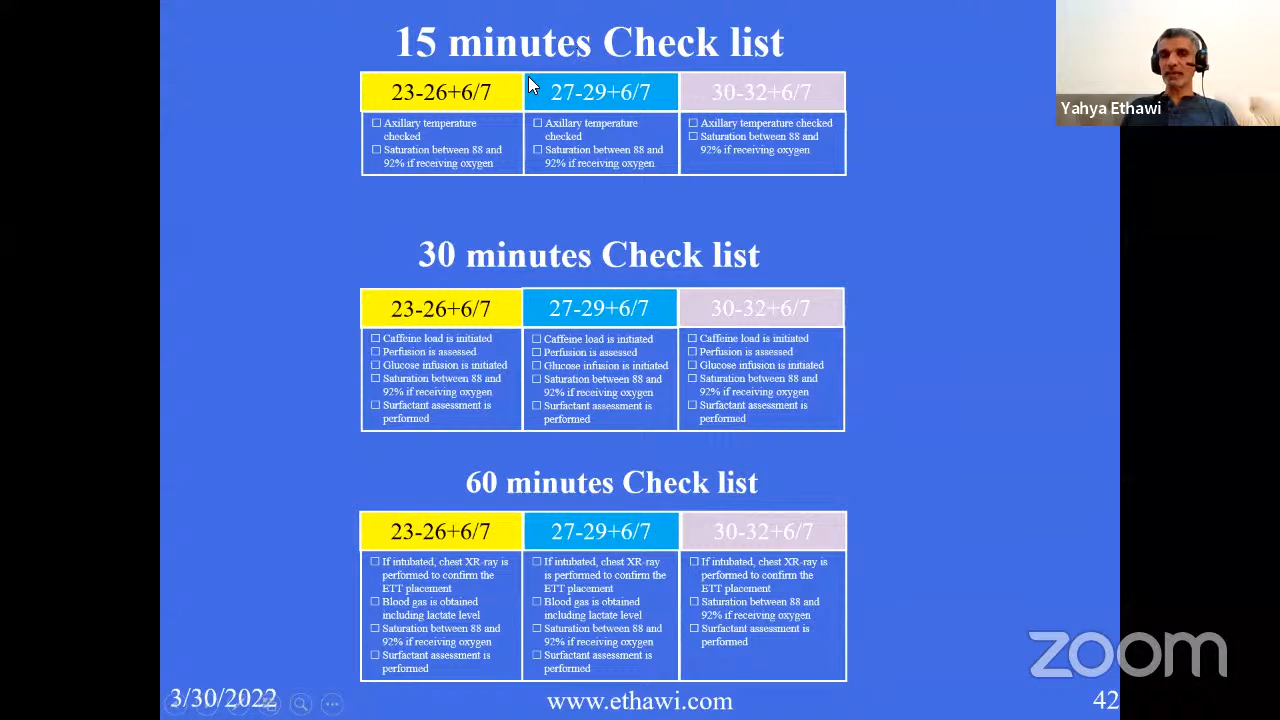 15 minutes Check list
23-26+6/7
27-29+6/7
30-32+6/7
☐ Axillary temperature
checked
☐ Saturation between 88 and
92% if receiving oxygen
☐ Axillary temperature
checked
☐ Saturation between 88 and
92% if receiving oxygen
☐ Axillary temperature checked
☐ Saturation between 88 and
92% if receiving oxygen
Yahya Ethawi
30 minutes Check list
23-26+6/7
27-29+6/7
30-32+6/7
☐ Caffeine load is initiated
☐ Perfusion is assessed
☐ Glucose infusion is initiated
☐ Saturation between 88 and
92% if receiving oxygen
☐ Surfactant assessment is
performed
☐ Caffeine load is initiated
☐ Perfusion is assessed
☐ Glucose infusion is initiated
☐ Saturation between 88 and
92% if receiving oxygen
☐ Surfactant assessment is
performed
☐ Caffeine load is initiated
☐ Perfusion is assessed
☐ Glucose infusion is initiated
☐ Saturation between 88 and
92% if receiving oxygen
☐ Surfactant assessment is
performed
60 minutes Check list
23-26+6/7
27-29+6/7
30-32+6/7
☐ If intubated, chest XR-ray is
performed to confirm the
ETT placement
☐ Blood gas is obtained
including lactate level
☐ Saturation between 88 and
92% if receiving oxygen
☐ Surfactant assessment is
performed
☐ If intubated, chest XR-ray
is performed to confirm the
ETT placement
☐ Blood gas is obtained
including lactate level
☐ Saturation between 88 and
92% if receiving oxygen
☐ Surfactant assessment is
performed
☐ If intubated, chest XR-ray is
performed to confirm the
ETT placement
☐ Saturation between 88 and
92% if receiving oxygen
☐ Surfactant assessment is
performed
zoom
3/30/2022
www.ethawi.com
42